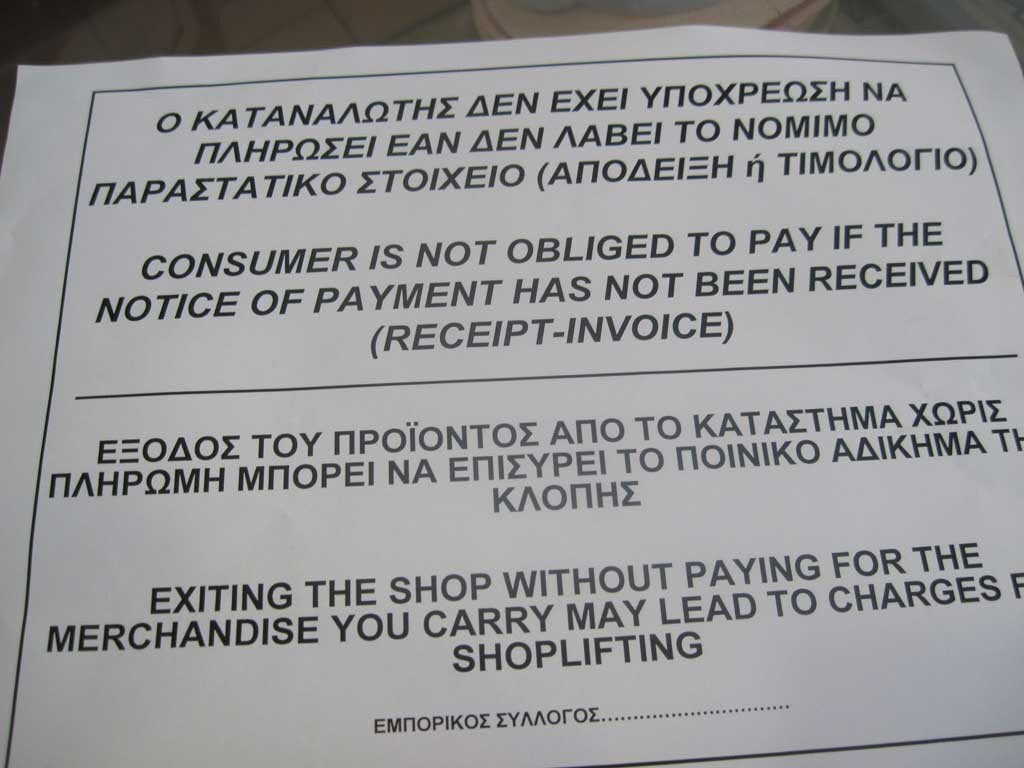 Ο ΚΑΤΑΝΑΛΩΤΗΣ ΔΕΝ ΕΧΕΙ ΥΠΟΧΡΕΩΣΗ ΝΑ
ΠΛΗΡΩΣΕΙ ΕΑΝ ΔΕΝ ΛΑΒΕΙ ΤΟ ΝΟΜΙΜΟ
ΠΑΡΑΣΤΑΤΙΚΟ ΣΤΟΙΧΕΙΟ (ΑΠΟΔΕΙΞΗ ή ΤΙΜΟΛΟΓΙΟ)
CONSUMER IS NOT OBLIGED TO PAY IF THE
NOTICE OF PAYMENT HAS NOT BEEN RECEIVED
(RECEIPT-INVOICE)
ΕΞΟΔΟΣ ΤΟΥ ΠΡΟΪΟΝΤΟΣ ΑΠΟ ΤΟ ΚΑΤΑΣΤΗΜΑ ΧΩΡΙΣ
ΠΛΗΡΩΜΗ ΜΠΟΡΕΙ ΝΑ ΕΠΙΣΥΡΕΙ ΤΟ ΠΟΙΝΙΚΟ ΑΔΙΚΗΜΑ
ΚΛΟΠΗΣ
EXITING THE SHOP WITHOUT PAYING FOR THE
MERCHANDISE YOU CARRY MAY LEAD TO CHARGES
SHOPLIFTING
ΕΜΠΟΡΙΚΟΣ ΣΥΛΛΟΓΟΣ..............................